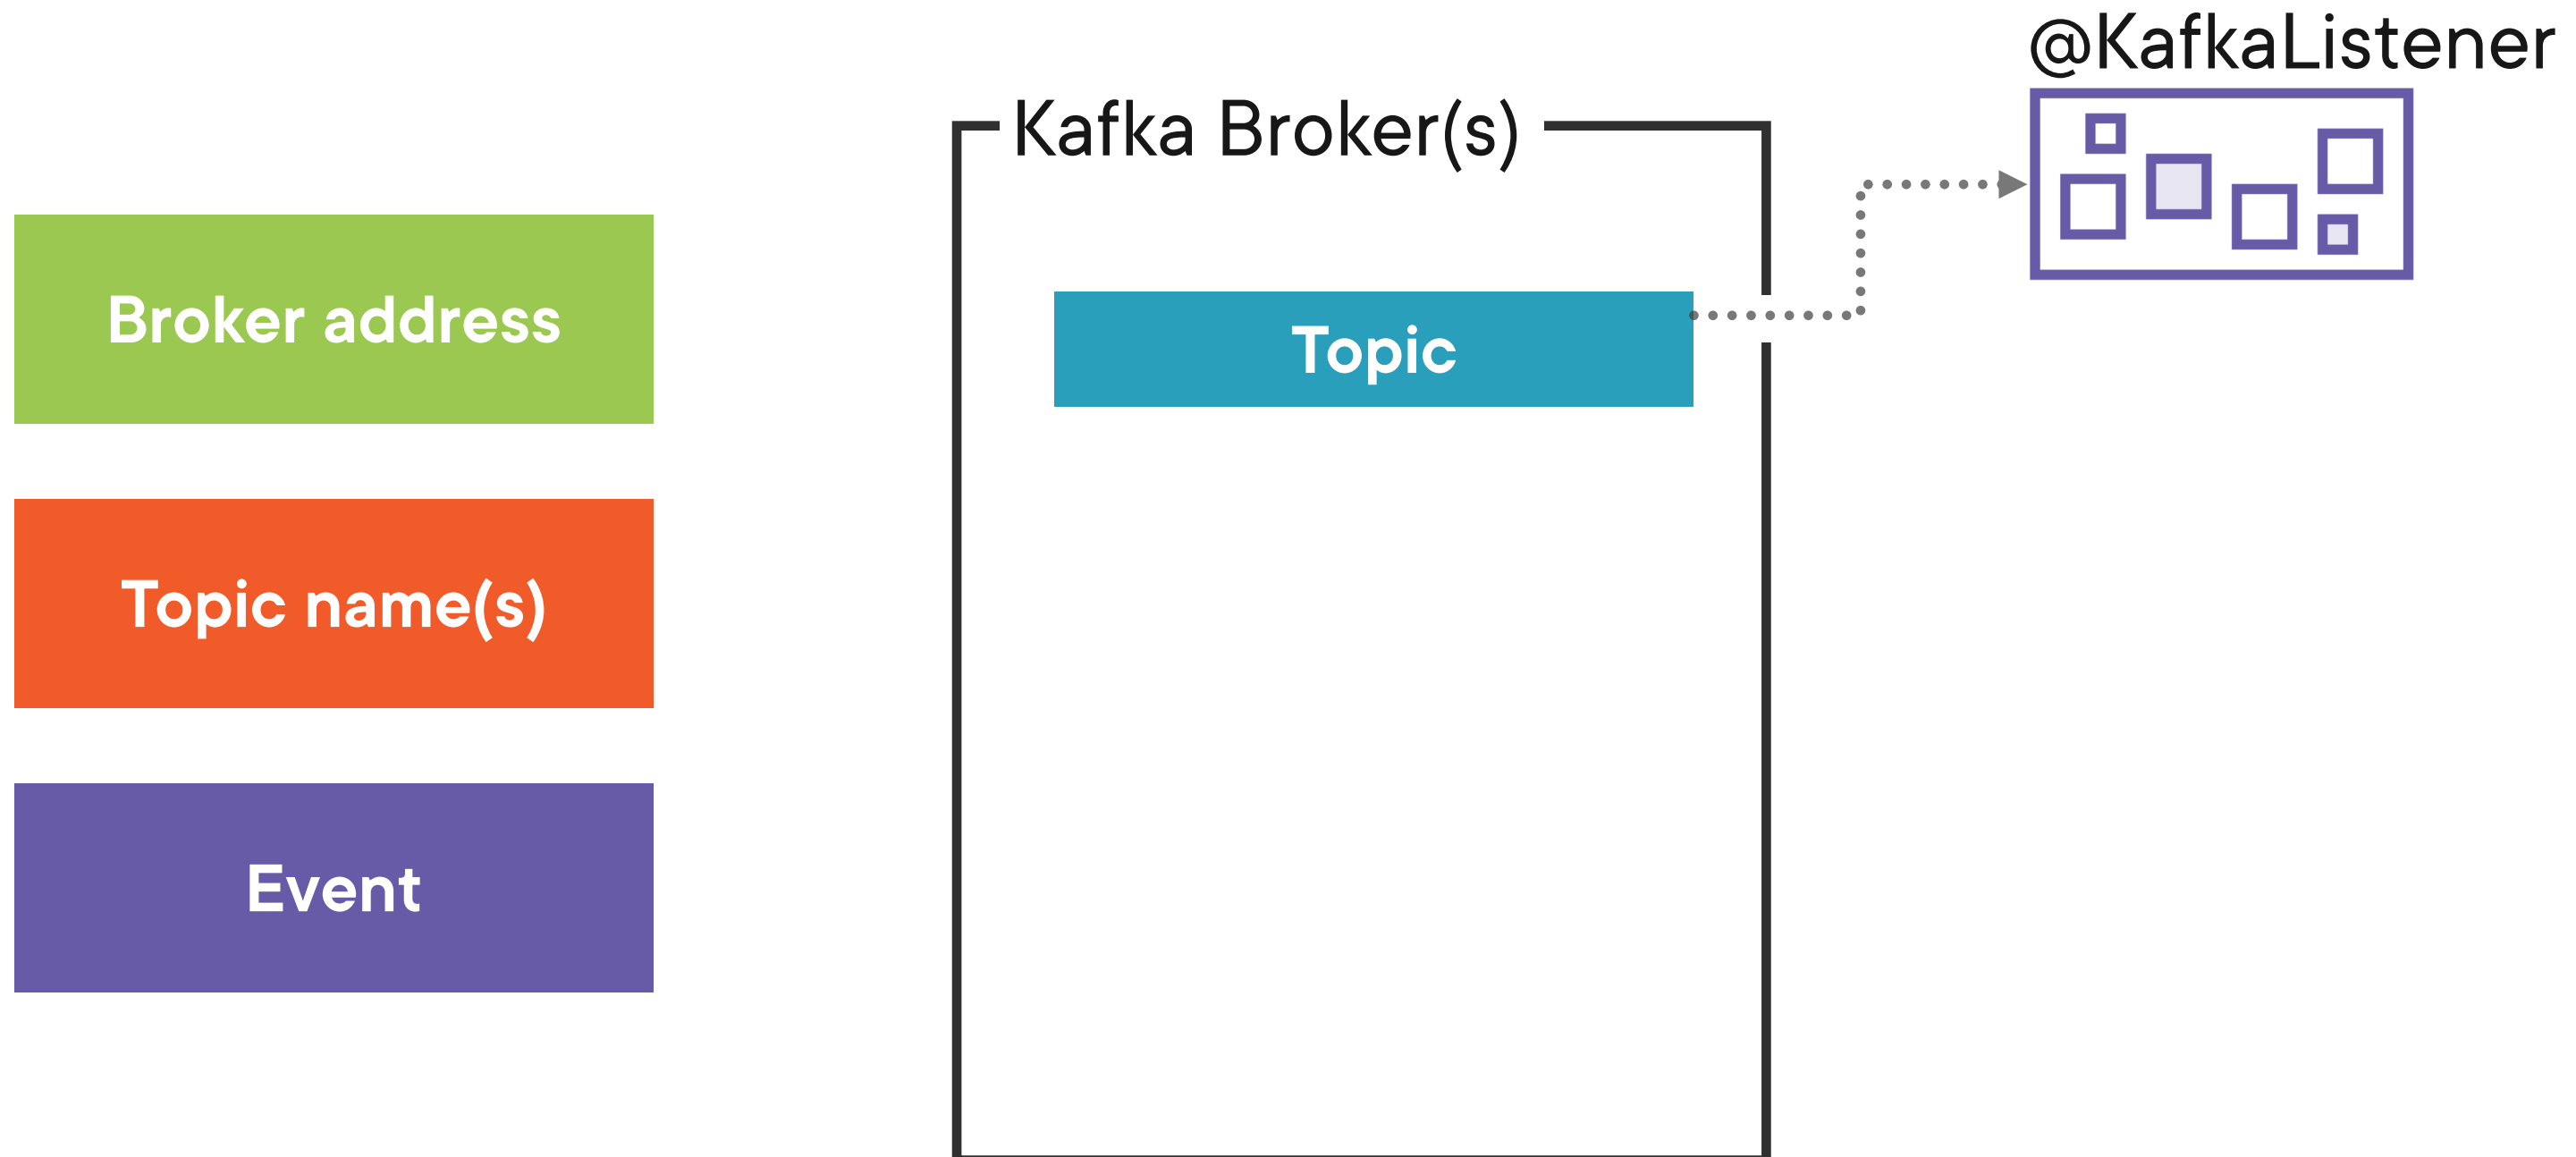 @KafkaListener
Kafka Broker(s)
Broker address
Topic
Topic name(s)
Event